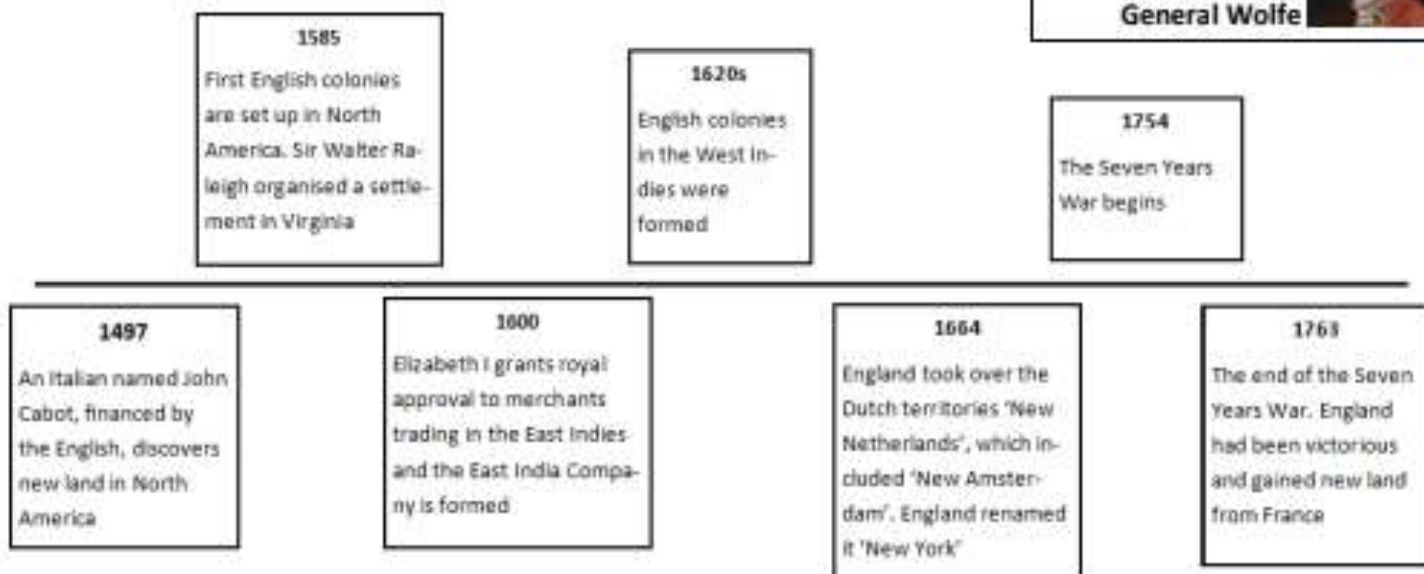 General Wolfe
1585
First English colonies
are set up in North
America. Sir Walter Ra-
leigh organised a settle-
ment in Virginia
1620s
English colonies
in the West In-
dies were
formed
1754
The Seven Years
War begins
1497
An Italian named John
Cabot, financed by
the English, discovers
new land in North
America
1600
Elizabeth I grants royal
approval to merchants
trading in the East Indies
and the East India Compa-
ny is formed
1664
England took over the
Dutch territories 'New
Netherlands', which in-
cluded 'New Amster-
dam'. England renamed
it 'New York'
1763
The end of the Seven
Years War. England
had been victorious
and gained new land
from France